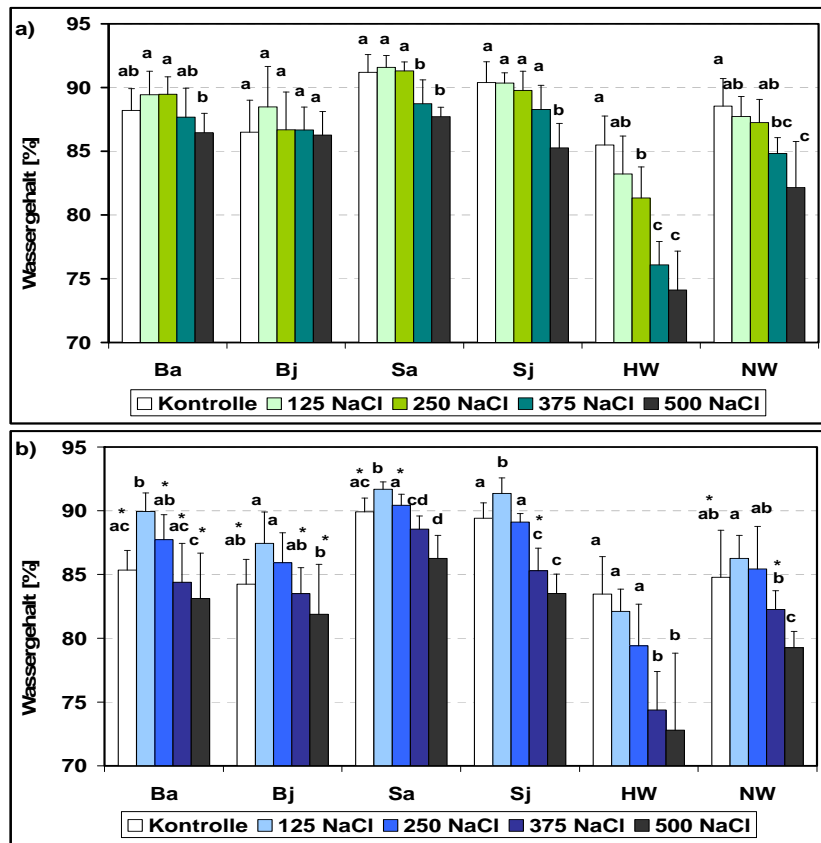 a)
Wassergehalt [%]
95
90
85
80
75
70
ab a a ab b
a a a a a
a a a b b
a a a a b
a ab b c c
a ab ab bc c
Ba Bj Sa Sj HW NW
Kontrolle 125 NaCl 250 NaCl 375 NaCl 500 NaCl
b)
Wassergehalt [%]
95
90
85
80
75
70
* ac b * ab * ac c *
* ab a a ab * b *
* ac b a * cd d
a b a * c c
a a a b b
* ab a ab * b c
Ba Bj Sa Sj HW NW
Kontrolle 125 NaCl 250 NaCl 375 NaCl 500 NaCl